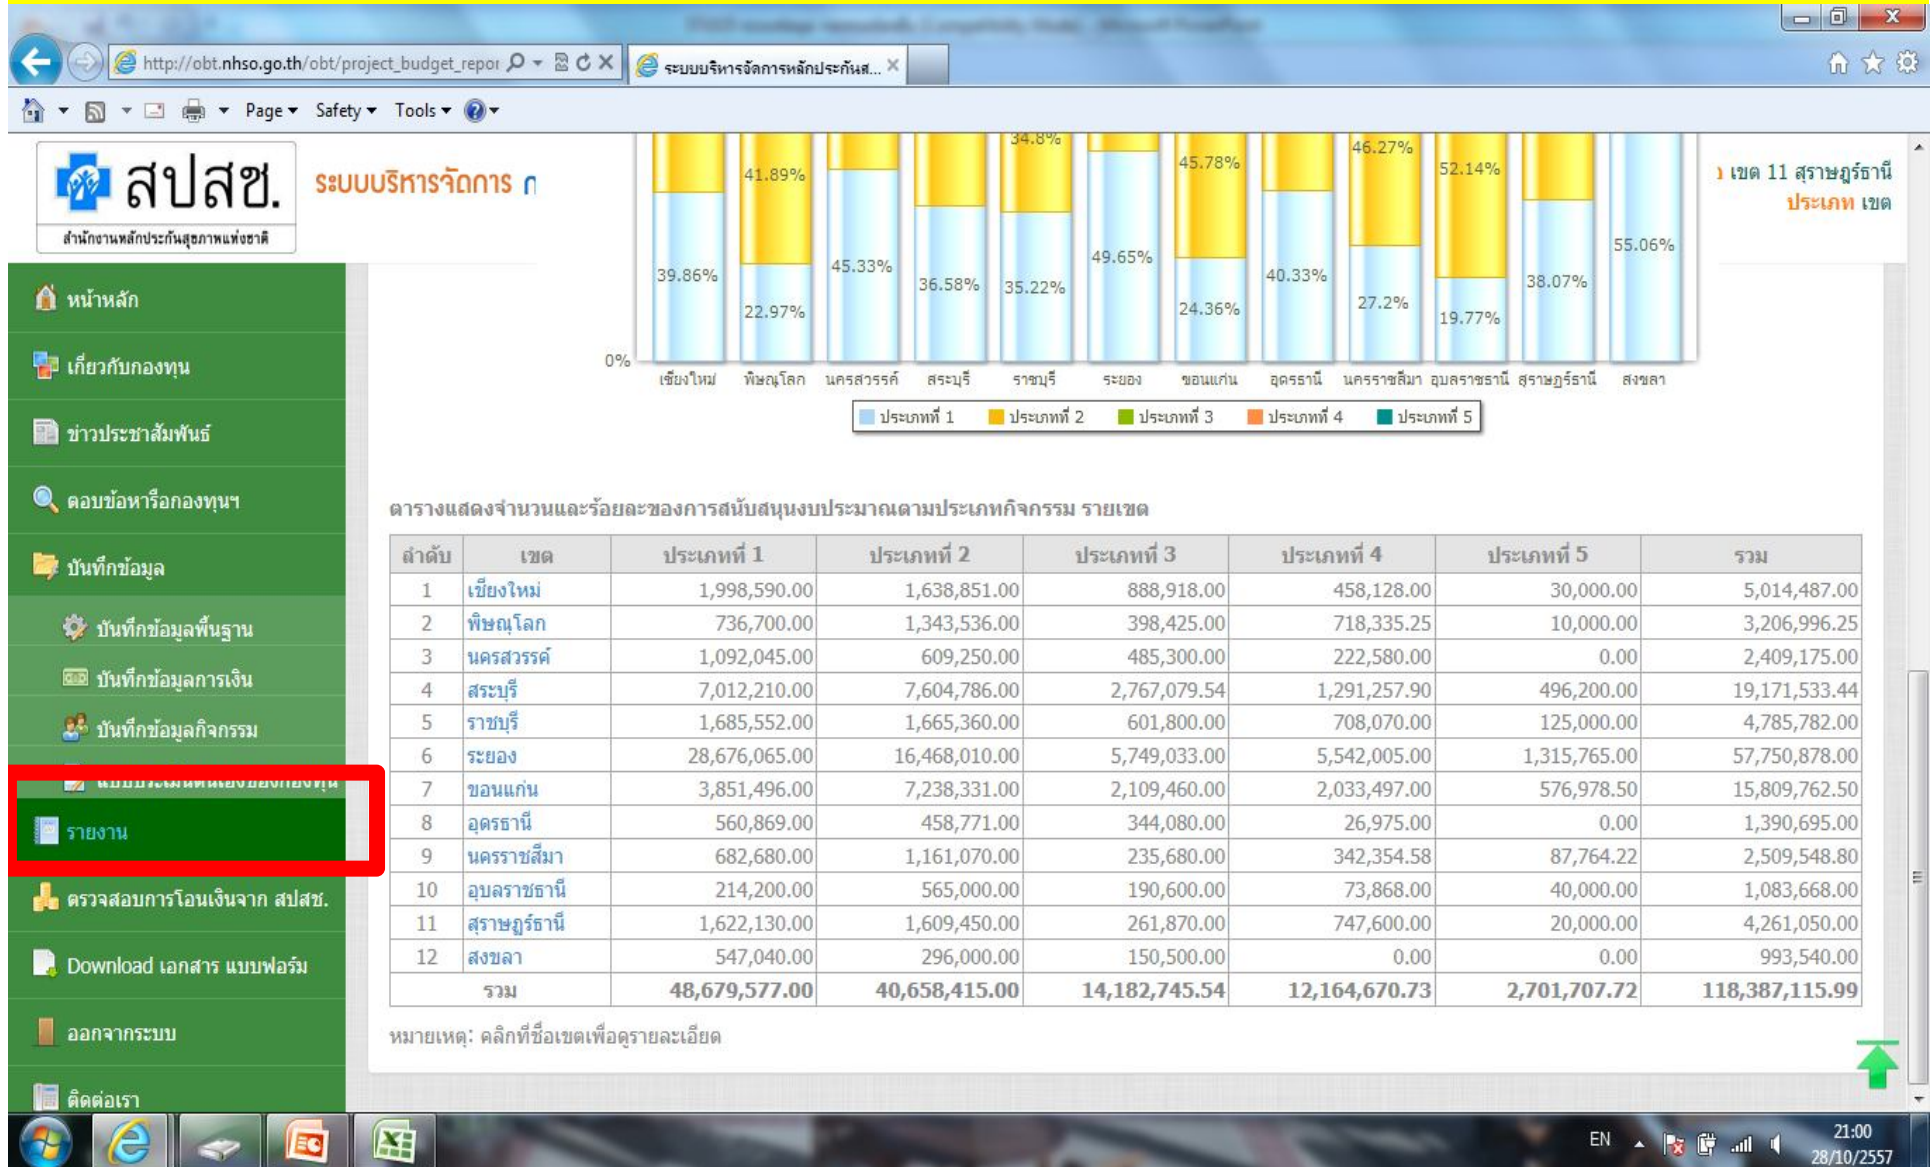 http://obt.nhso.go.th/obt/project_budget_repor
ระบบบริหารจัดการหลักประกันส...
Page Safety Tools
สปสช.
สำนักงานหลักประกันสุขภาพแห่งชาติ
ระบบบริหารจัดการ ก
เขต 11 สุราษฎร์ธานี
ประเภท เขต
34.8% 46.27%
41.89% 45.78% 52.14%
55.06%
39.86% 45.33% 36.58% 35.22% 49.65% 40.33% 38.07%
22.97% 24.36% 27.2% 19.77%
0%
เชียงใหม่ พิษณุโลก นครสวรรค์ สระบุรี ราชบุรี ระยอง ขอนแก่น อุดรธานี นครราชสีมา อุบลราชธานี สุราษฎร์ธานี สงขลา
ประเภทที่ 1 ประเภทที่ 2 ประเภทที่ 3 ประเภทที่ 4 ประเภทที่ 5
หน้าหลัก
เกี่ยวกับกองทุน
ข่าวประชาสัมพันธ์
ตอบข้อหารือกองทุนฯ
บันทึกข้อมูล
บันทึกข้อมูลพื้นฐาน
บันทึกข้อมูลการเงิน
บันทึกข้อมูลกิจกรรม
แบบประเมินตนเองของกองทุน
รายงาน
ตรวจสอบการโอนเงินจาก สปสช.
Download เอกสาร แบบฟอร์ม
ออกจากระบบ
ติดต่อเรา
ตารางแสดงจำนวนและร้อยละของการสนับสนุนงบประมาณตามประเภทกิจกรรม รายเขต
ลำดับ เขต ประเภทที่ 1 ประเภทที่ 2 ประเภทที่ 3 ประเภทที่ 4 ประเภทที่ 5 รวม
1 เชียงใหม่ 1,998,590.00 1,638,851.00 888,918.00 458,128.00 30,000.00 5,014,487.00
2 พิษณุโลก 736,700.00 1,343,536.00 398,425.00 718,335.25 10,000.00 3,206,996.25
3 นครสวรรค์ 1,092,045.00 609,250.00 485,300.00 222,580.00 0.00 2,409,175.00
4 สระบุรี 7,012,210.00 7,604,786.00 2,767,079.54 1,291,257.90 496,200.00 19,171,533.44
5 ราชบุรี 1,685,552.00 1,665,360.00 601,800.00 708,070.00 125,000.00 4,785,782.00
6 ระยอง 28,676,065.00 16,468,010.00 5,749,033.00 5,542,005.00 1,315,765.00 57,750,878.00
7 ขอนแก่น 3,851,496.00 7,238,331.00 2,109,460.00 2,033,497.00 576,978.50 15,809,762.50
8 อุดรธานี 560,869.00 458,771.00 344,080.00 26,975.00 0.00 1,390,695.00
9 นครราชสีมา 682,680.00 1,161,070.00 235,680.00 342,354.58 87,764.22 2,509,548.80
10 อุบลราชธานี 214,200.00 565,000.00 190,600.00 73,868.00 40,000.00 1,083,668.00
11 สุราษฎร์ธานี 1,622,130.00 1,609,450.00 261,870.00 747,600.00 20,000.00 4,261,050.00
12 สงขลา 547,040.00 296,000.00 150,500.00 0.00 0.00 993,540.00
รวม 48,679,577.00 40,658,415.00 14,182,745.54 12,164,670.73 2,701,707.72 118,387,115.99
หมายเหตุ: คลิกที่ชื่อเขตเพื่อดูรายละเอียด
EN
21:00
28/10/2557